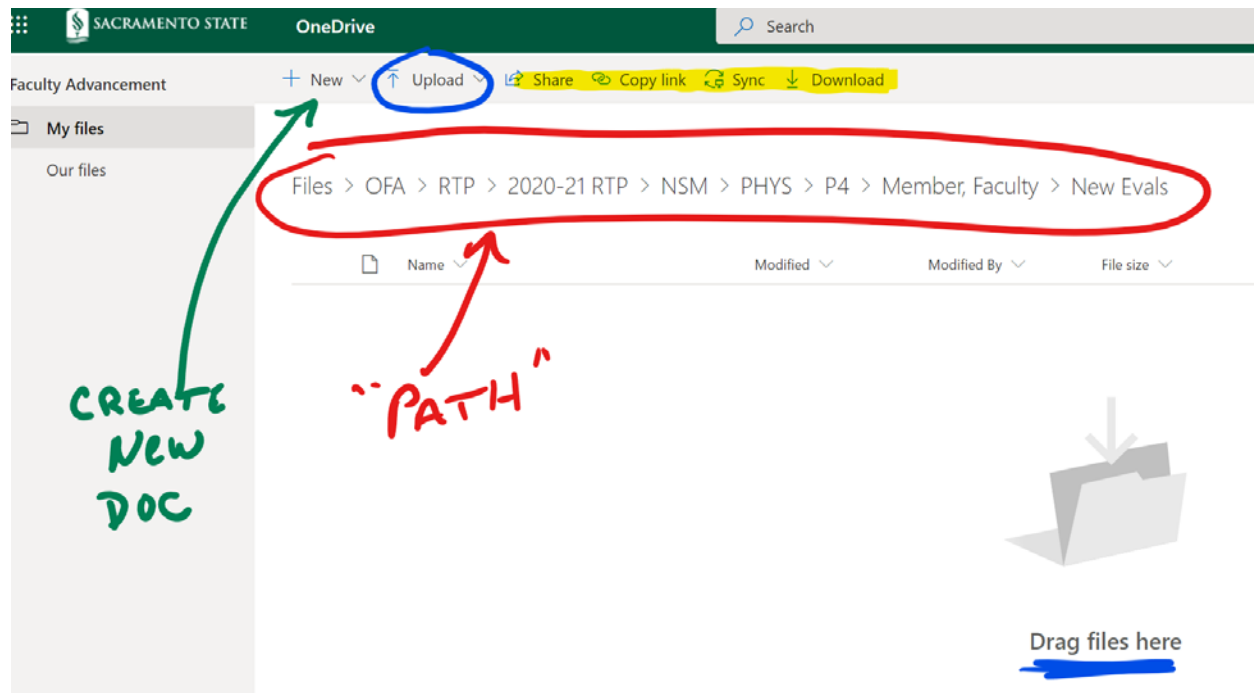 SACRAMENTO STATE OneDrive Search
Faculty Advancement
New Upload Share Copy link Sync Download
My files
Our files
Files > OFA > RTP > 2020-21 RTP > NSM > PHYS > P4 > Member, Faculty > New Evals
Name Modified Modified By File size
"PATH"
CREATE
NEW
DOC
Drag files here